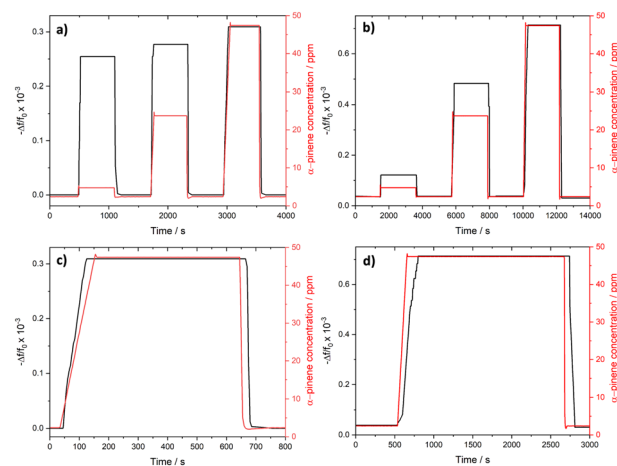 a)
-Δf/f₀ x 10⁻³
0.3
0.2
0.1
0.0
0 1000 2000 3000 4000
Time / s
50
40
30
20
10
0
α-pinene concentration / ppm
b)
-Δf/f₀ x 10⁻³
0.6
0.4
0.2
0.0
0 2000 4000 6000 8000 10000 12000 14000
Time / s
50
40
30
20
10
0
α-pinene concentration / ppm
c)
-Δf/f₀ x 10⁻³
0.3
0.2
0.1
0.0
0 100 200 300 400 500 600 700 800
Time / s
50
40
30
20
10
0
α-pinene concentration / ppm
d)
-Δf/f₀ x 10⁻³
0.6
0.4
0.2
0.0
0 500 1000 1500 2000 2500 3000
Time / s
50
40
30
20
10
0
α-pinene concentration / ppm